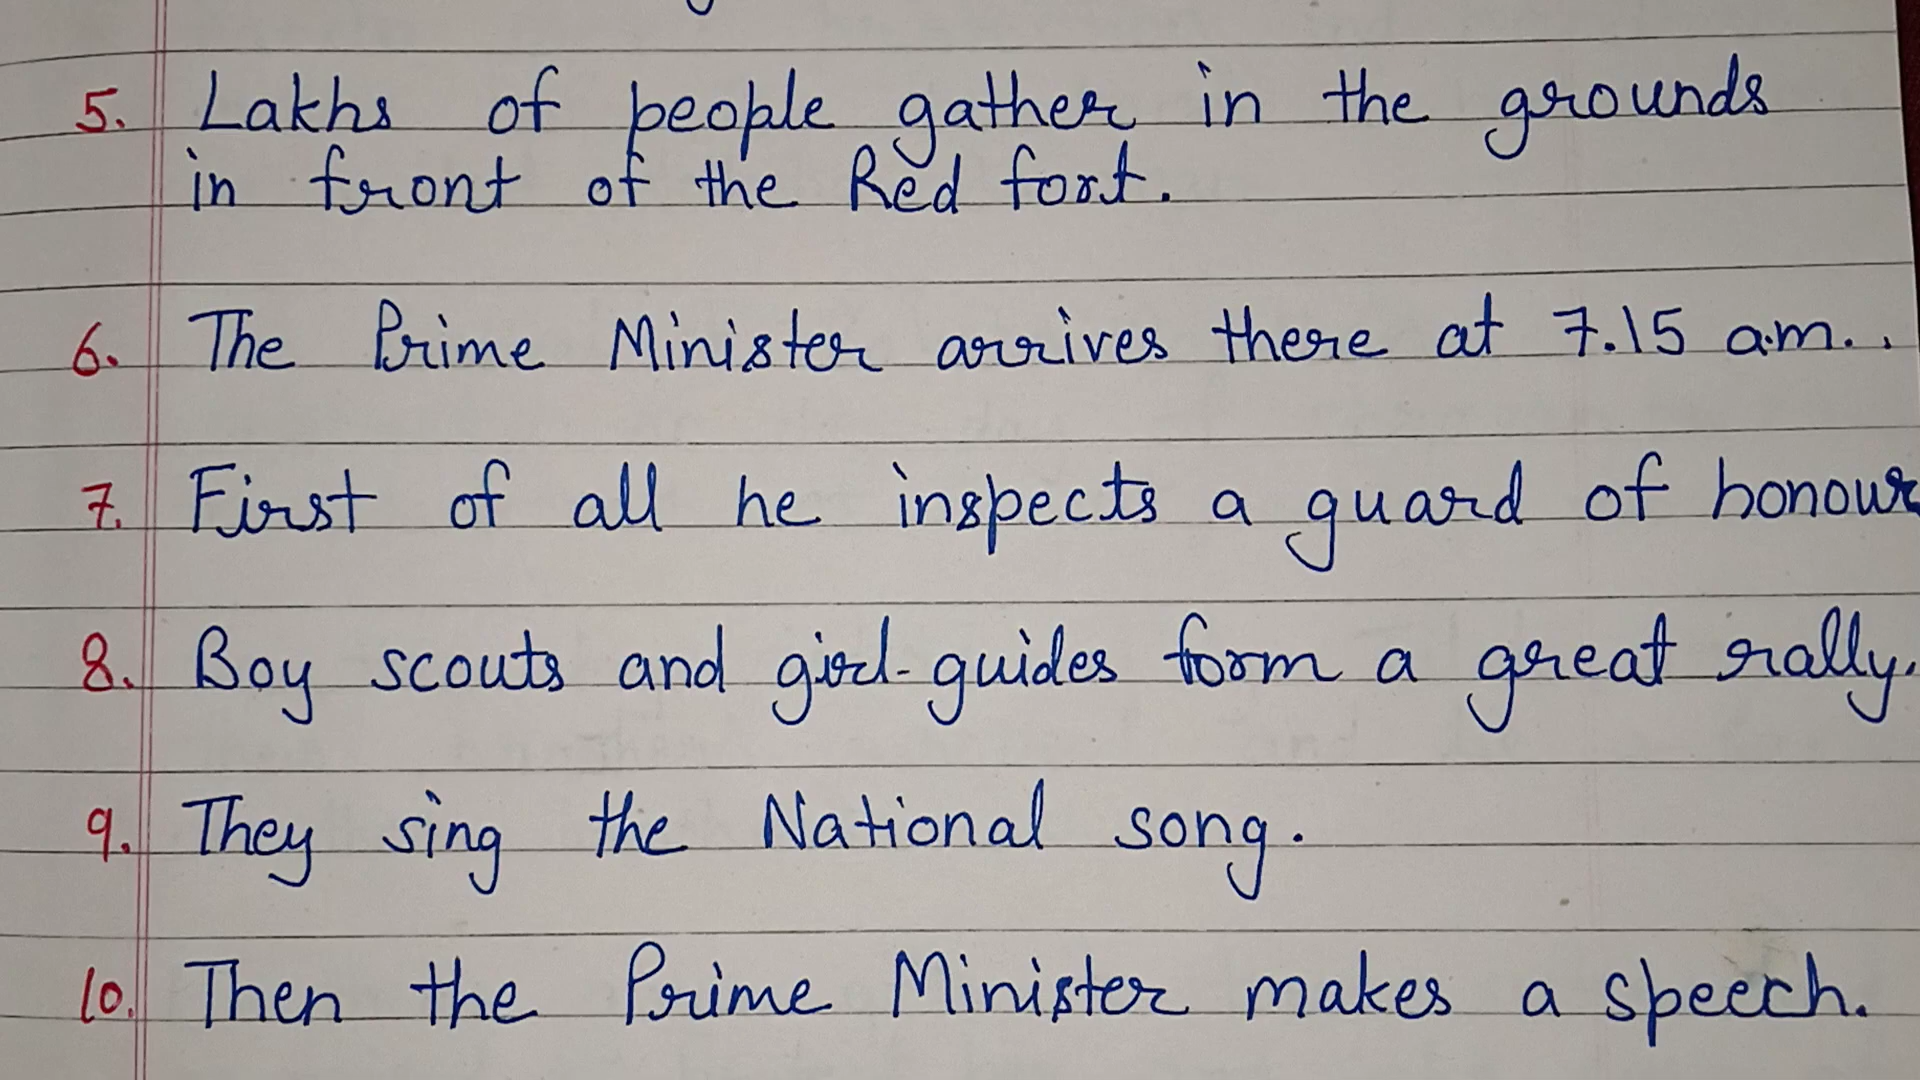 5. Lakhs of people gather in the grounds
in front of the Red fort.
6. The Prime Minister arrives there at 7.15 a.m..
7. First of all he inspects a guard of honour
8. Boy scouts and girl-guides form a great rally.
9. They sing the National song.
10. Then the Prime Minister makes a speech.